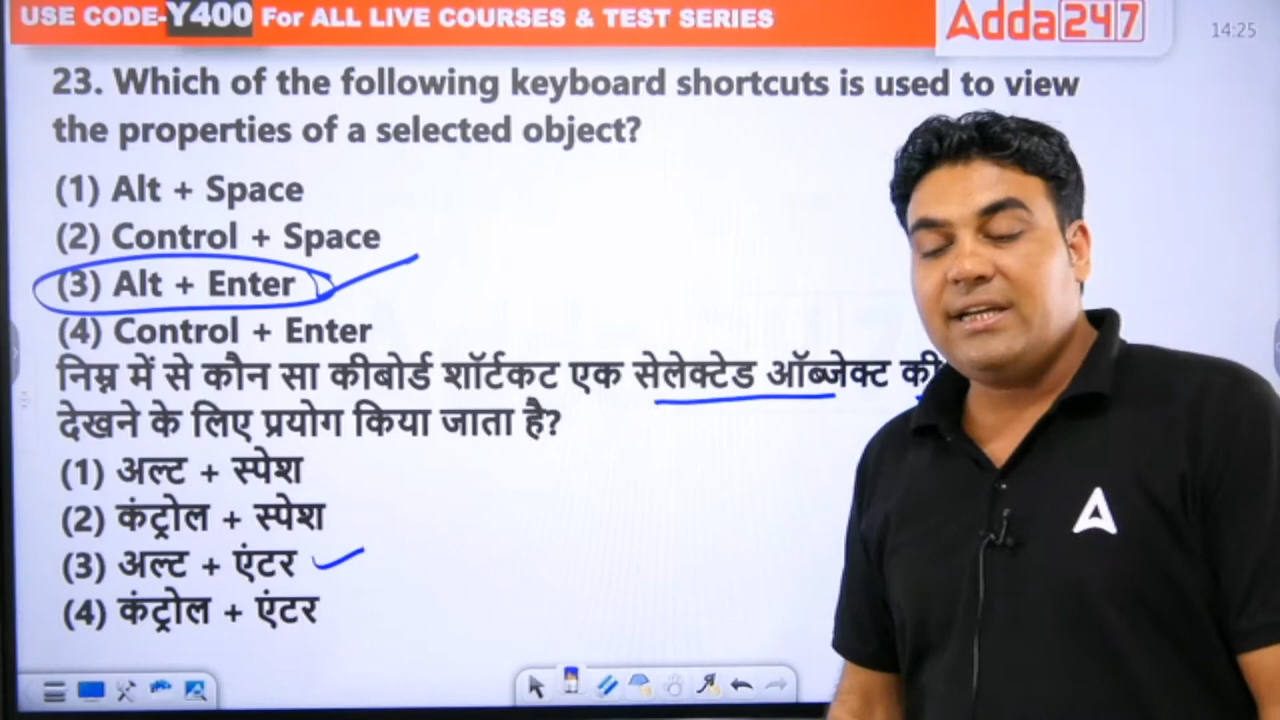 USE CODE-Y400 For ALL LIVE COURSES & TEST SERIES
Adda247
14:25
23. Which of the following keyboard shortcuts is used to view
the properties of a selected object?
(1) Alt + Space
(2) Control + Space
(3) Alt + Enter
(4) Control + Enter
निम्न में से कौन सा कीबोर्ड शॉर्टकट एक सेलेक्टेड ऑब्जेक्ट की
देखने के लिए प्रयोग किया जाता है?
(1) अल्ट + स्पेश
(2) कंट्रोल + स्पेश
(3) अल्ट + एंटर
(4) कंट्रोल + एंटर